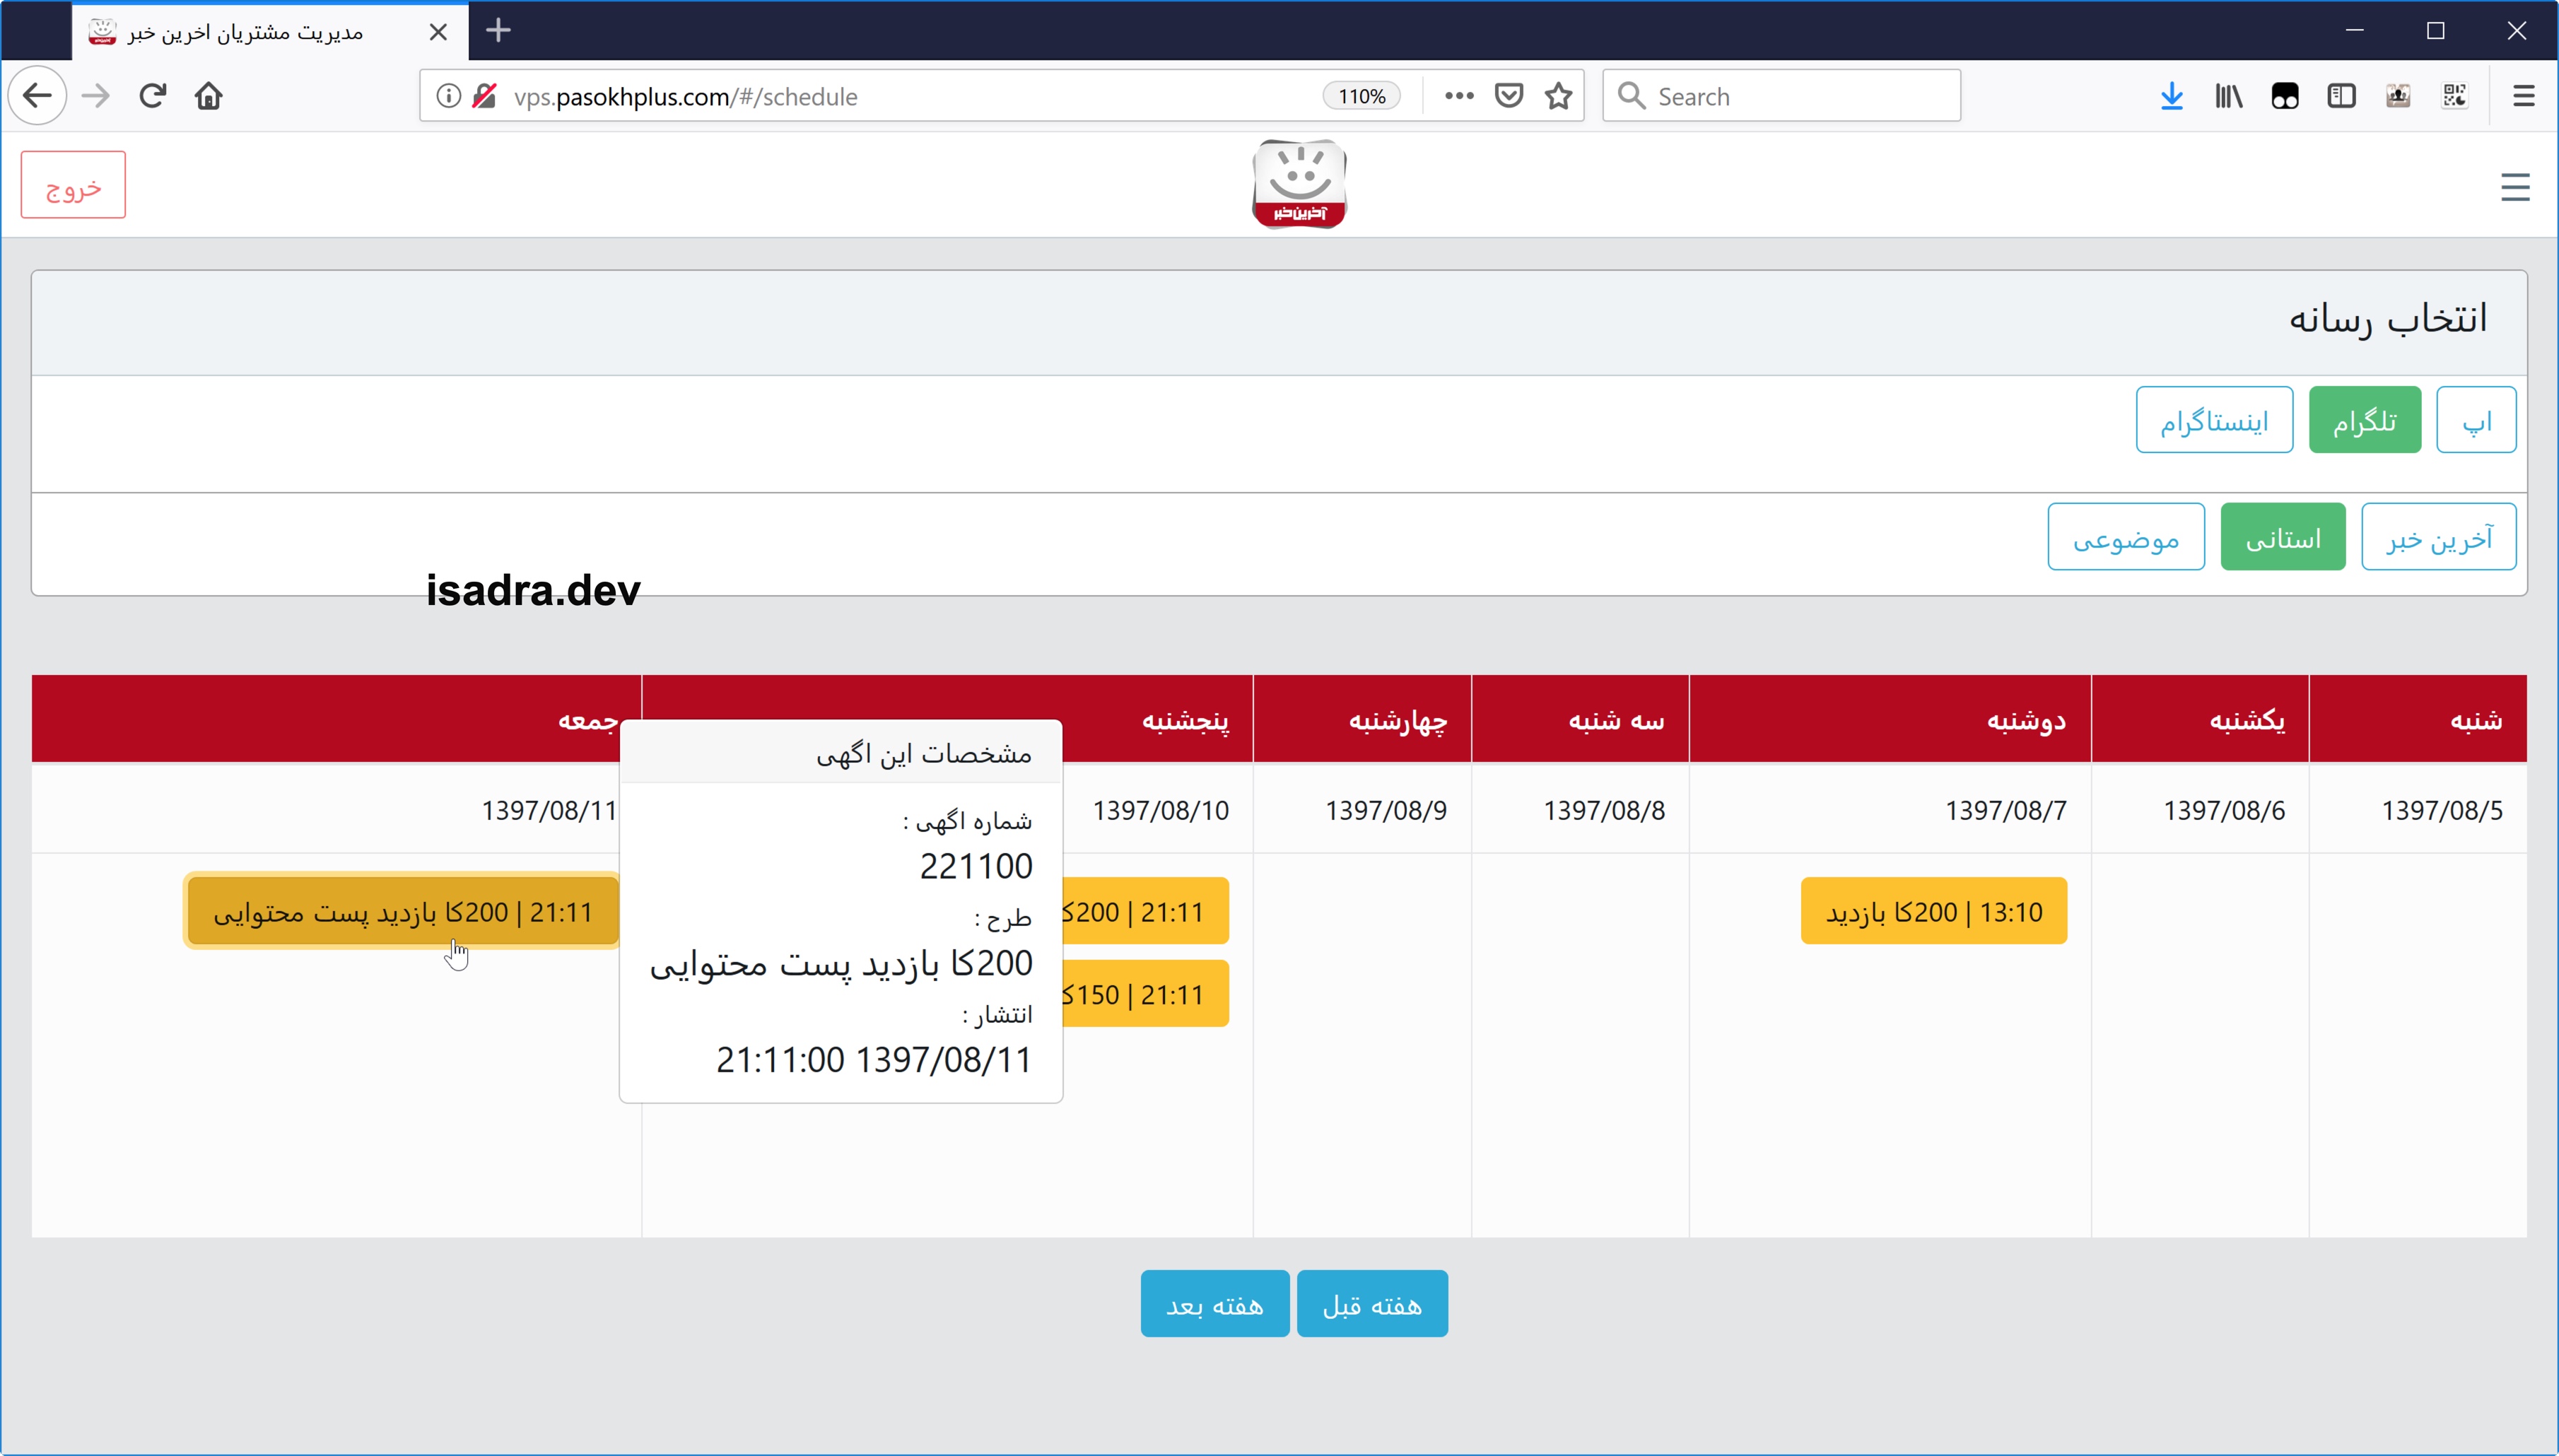 مدیریت مشتریان اخرین خبر
vps.pasokhplus.com/#/schedule
110%
Search
خروج
آخرین‌خبر
انتخاب رسانه
اپ
تلگرام
اینستاگرام
آخرین خبر
استانی
موضوعی
isadra.dev
شنبه
یکشنبه
دوشنبه
سه شنبه
چهارشنبه
پنجشنبه
جمعه
1397/08/5
1397/08/6
1397/08/7
1397/08/8
1397/08/9
1397/08/10
1397/08/11
13:10 | 200کا بازدید
21:11 | 200ک
21:11 | 150ک
21:11 | 200کا بازدید پست محتوایی
مشخصات این اگهی
شماره اگهی :
221100
طرح :
200کا بازدید پست محتوایی
انتشار :
21:11:00 1397/08/11
هفته قبل
هفته بعد